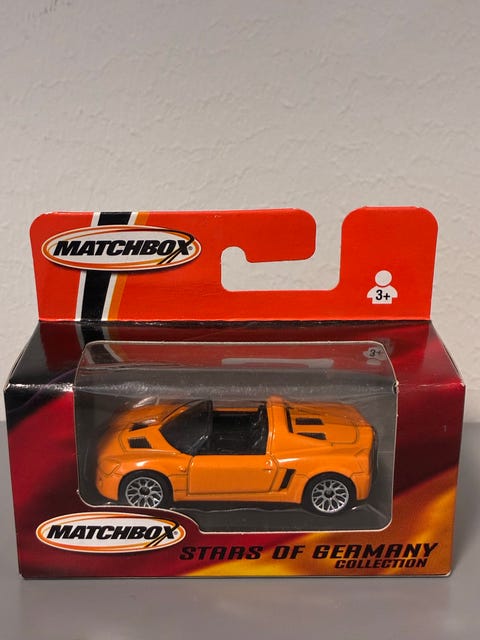 MATCHBOX
3+
3+
MATCHBOX
STARS OF GERMANY
COLLECTION